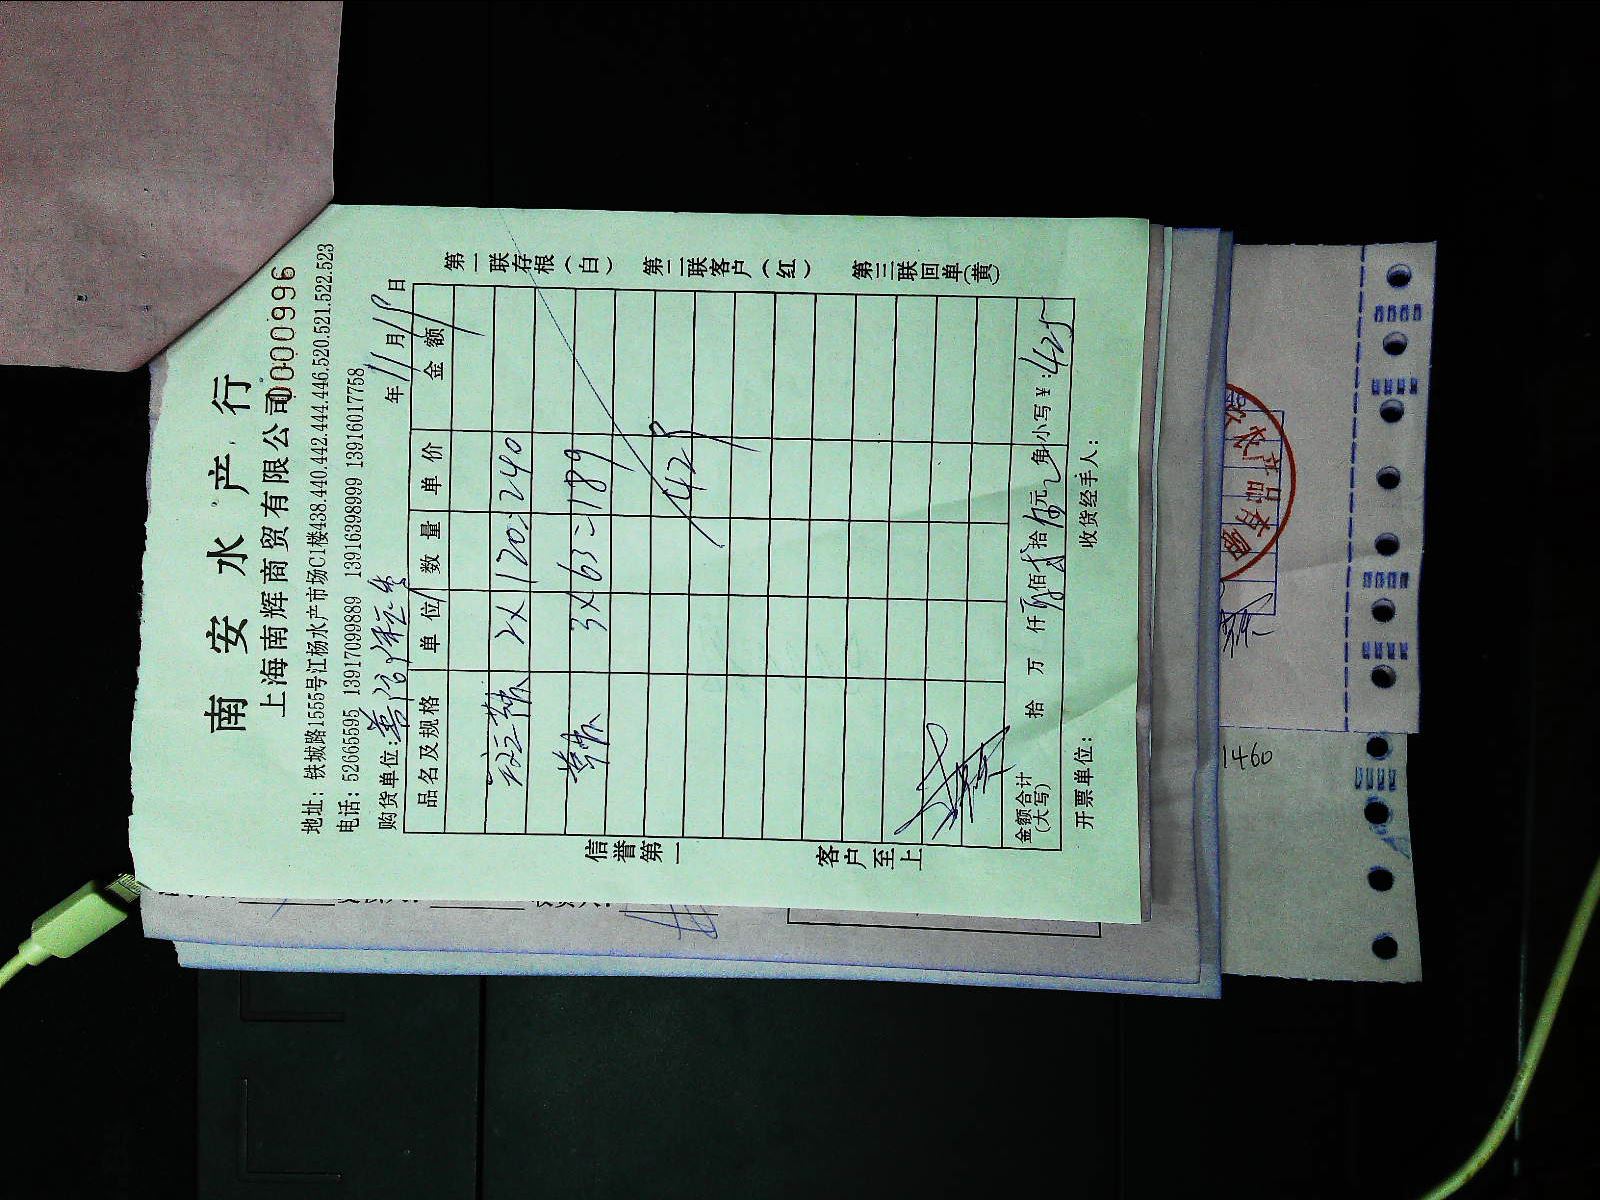 南安水产行
上海南辉商贸有限公司
0000996
地址：铁城路1555号江杨水产市场C1楼438.440.442.444.446.520.521.522.523
电话：52665595 13917099889 13916398999 13916017758
购货单位：
年11月19日
品名及规格 单位 数量 单价 金额
2×120=240
3×63=189
429
金额合计(大写) 拾 万 仟 佰 拾 元 角 小写¥:425
开票单位： 收货经手人：
信誉第一 客户至上
第一联存根(白) 第二联客户(红) 第三联回单(黄)
1460